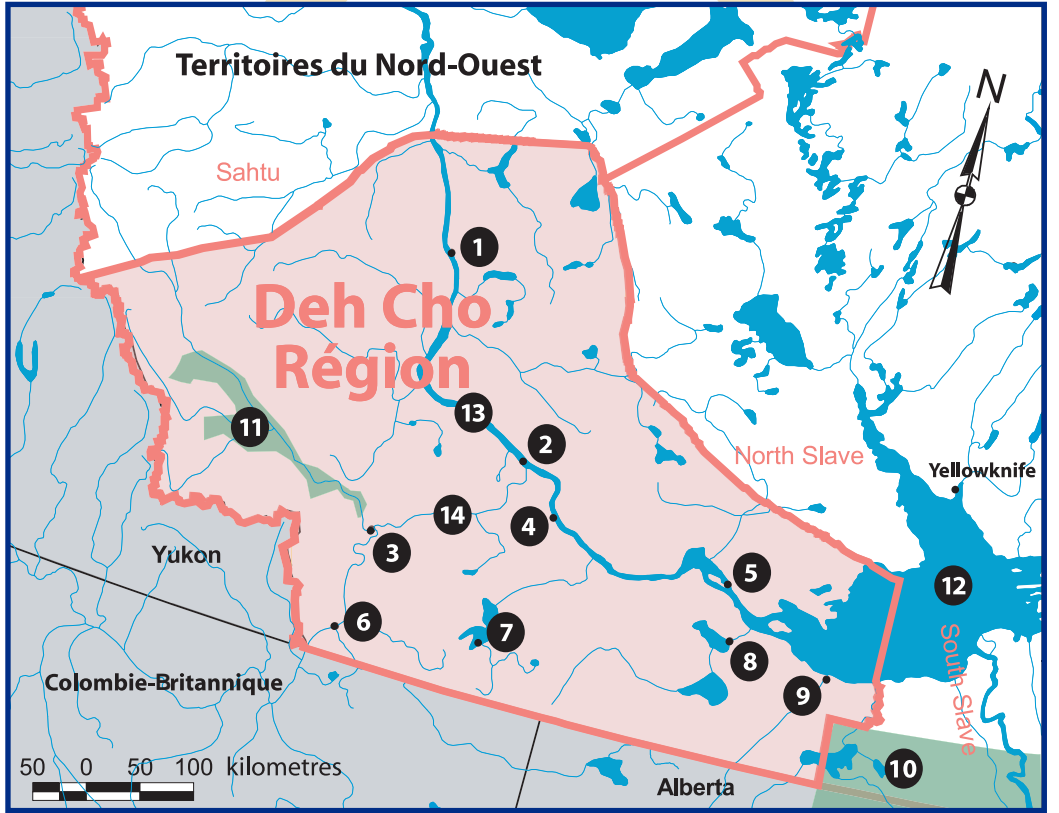 Territoires du Nord-Ouest
N
Sahtu
1
Deh Cho
Région
13
11
2
North Slave
Yellowknife
14
4
3
Yukon
5
12
6
7
8
South Slave
Colombie-Britannique
9
50 0 50 100 kilometres
Alberta
10